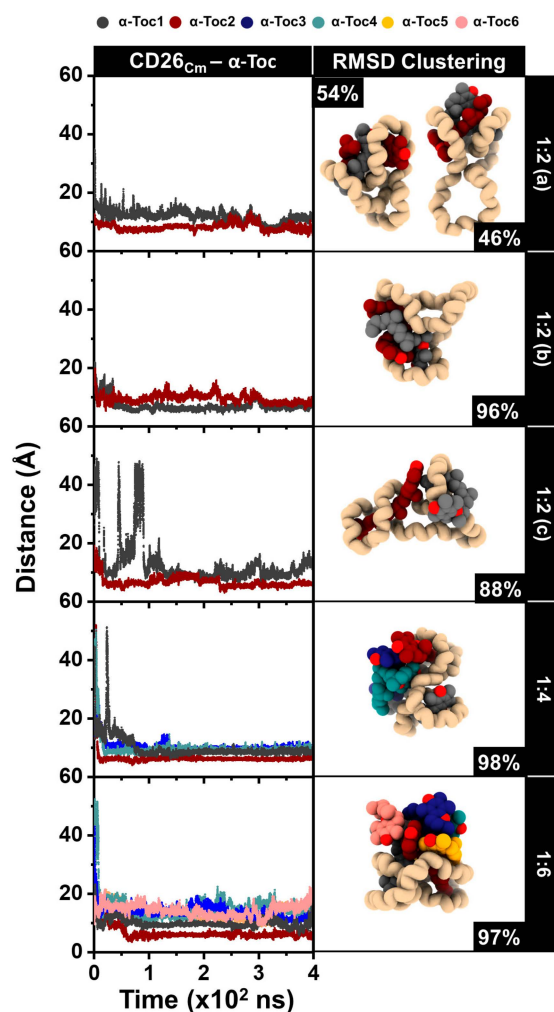 α-Toc1 α-Toc2 α-Toc3 α-Toc4 α-Toc5 α-Toc6
CD26Cm – α-Toc
RMSD Clustering
60
40
20
60
40
20
60
40
20
60
40
20
60
40
20
0
Distance (Å)
0 1 2 3 4
Time (x10² ns)
54%
46%
1:2 (a)
96%
1:2 (b)
88%
1:2 (c)
98%
1:4
97%
1:6